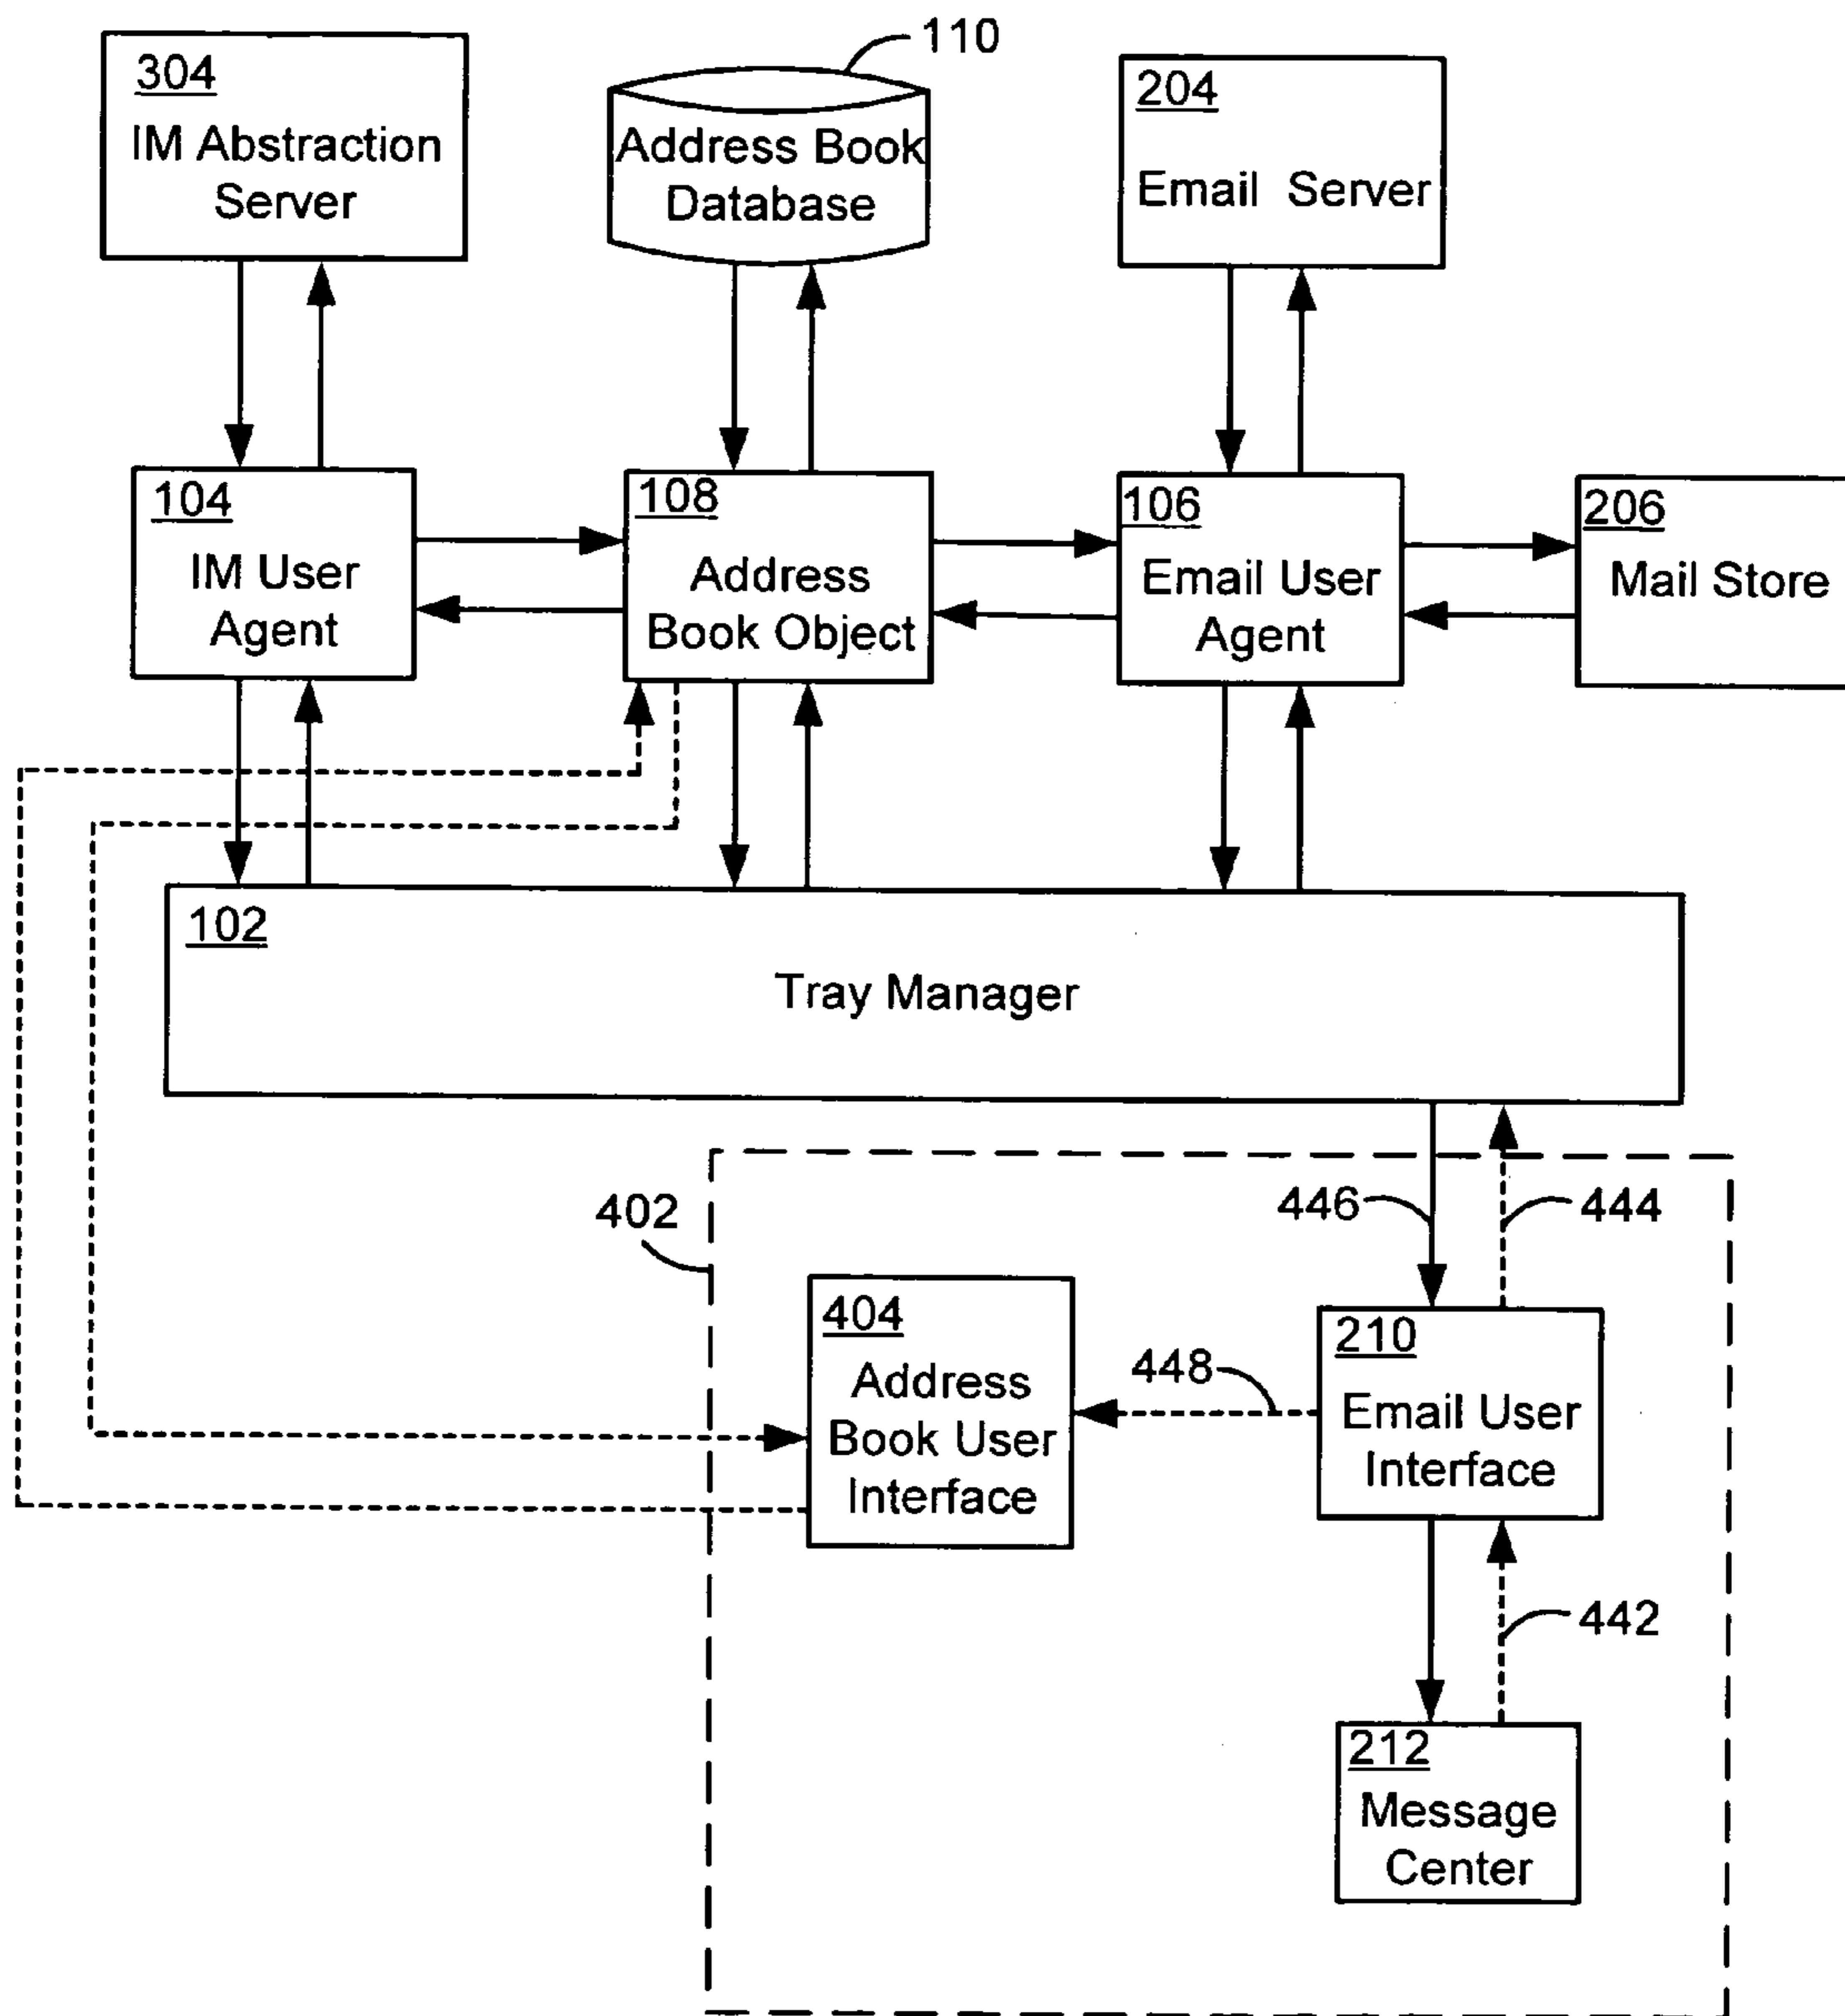 110
304
IM Abstraction
Server
Address Book
Database
204
Email Server
104
IM User
Agent
108
Address
Book Object
106
Email User
Agent
206
Mail Store
102
Tray Manager
402
446
444
404
Address
Book User
Interface
448
210
Email User
Interface
442
212
Message
Center